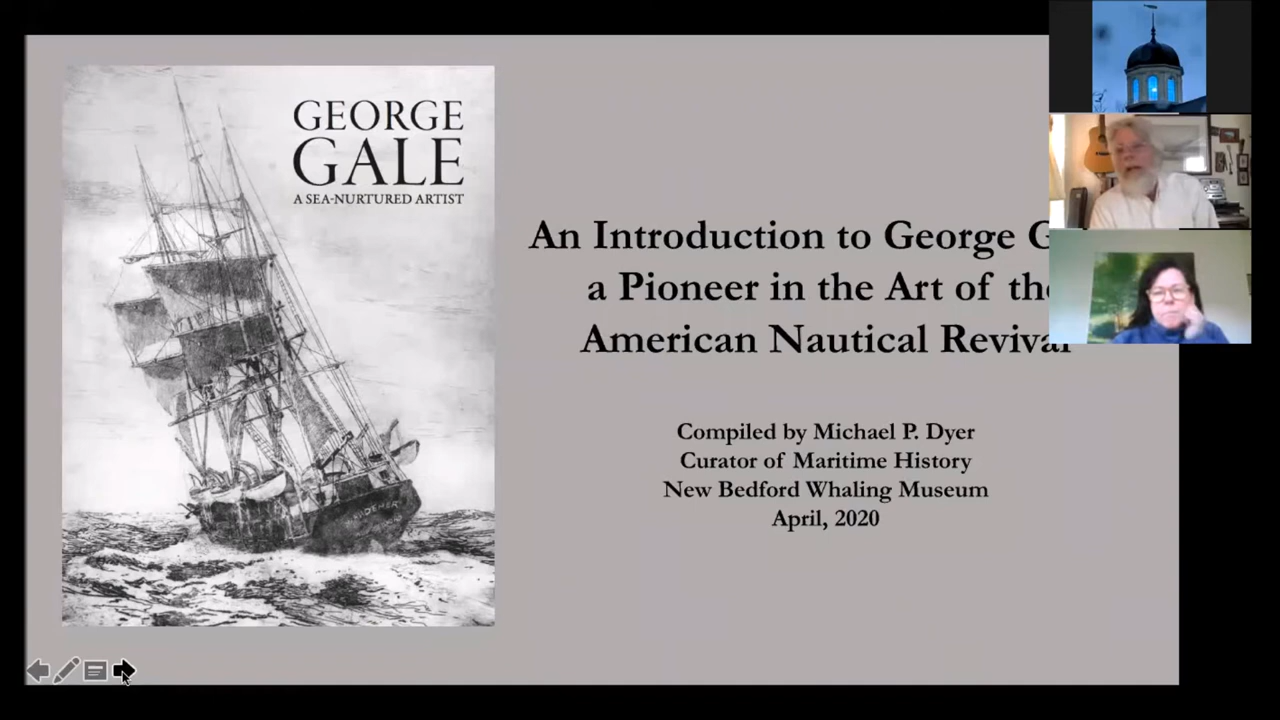 GEORGE
GALE
A SEA-NURTURED ARTIST
An Introduction to George G
a Pioneer in the Art of the
American Nautical Revival
Compiled by Michael P. Dyer
Curator of Maritime History
New Bedford Whaling Museum
April, 2020